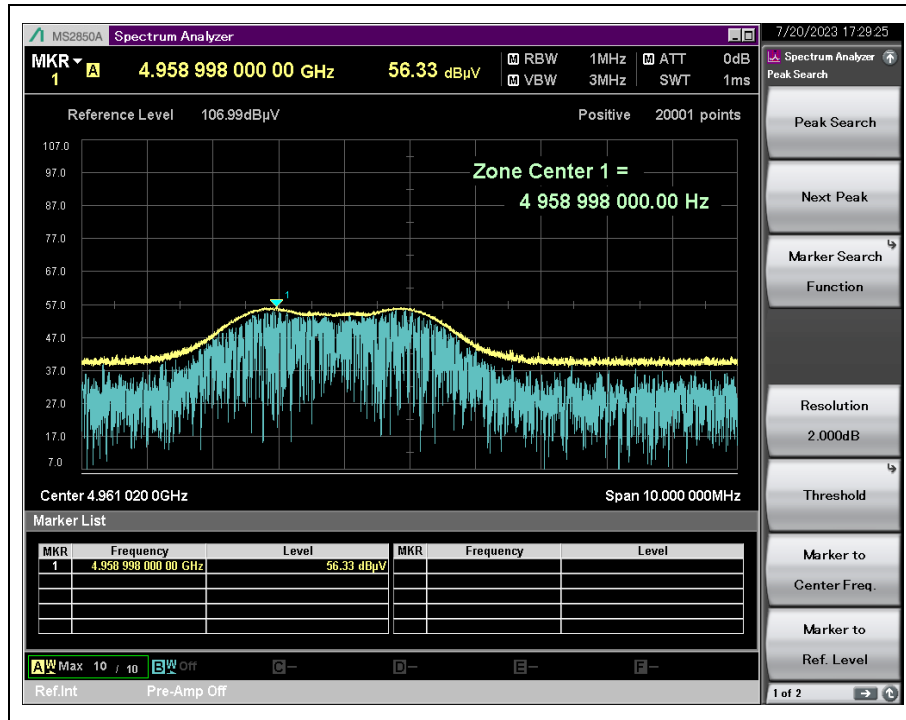 MS2850A Spectrum Analyzer
7/20/2023 17:29:25
MKR 1 A 4.958 998 000 00 GHz 56.33 dBµV
M RBW 1MHz M ATT 0dB
M VBW 3MHz SWT 1ms
Spectrum Analyzer
Peak Search
Reference Level 106.99dBµV Positive 20001 points
107.0
97.0
87.0
77.0
67.0
57.0
47.0
37.0
27.0
17.0
7.0
Zone Center 1 =
4 958 998 000.00 Hz
1
Center 4.961 020 0GHz Span 10.000 000MHz
Marker List
MKR Frequency Level MKR Frequency Level
1 4.958 998 000 00 GHz 56.33 dBµV
A W Max 10 / 10 B W Off C - D - E - F -
Ref.Int Pre-Amp Off
Peak Search
Next Peak
Marker Search
Function
Resolution
2.000dB
Threshold
Marker to
Center Freq.
Marker to
Ref. Level
1 of 2